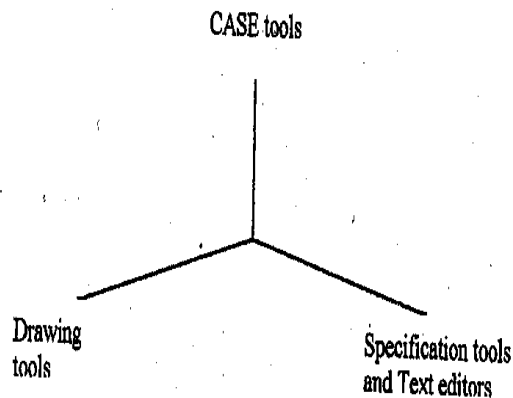 CASE tools
Drawing
tools
Specification tools
and Text editors